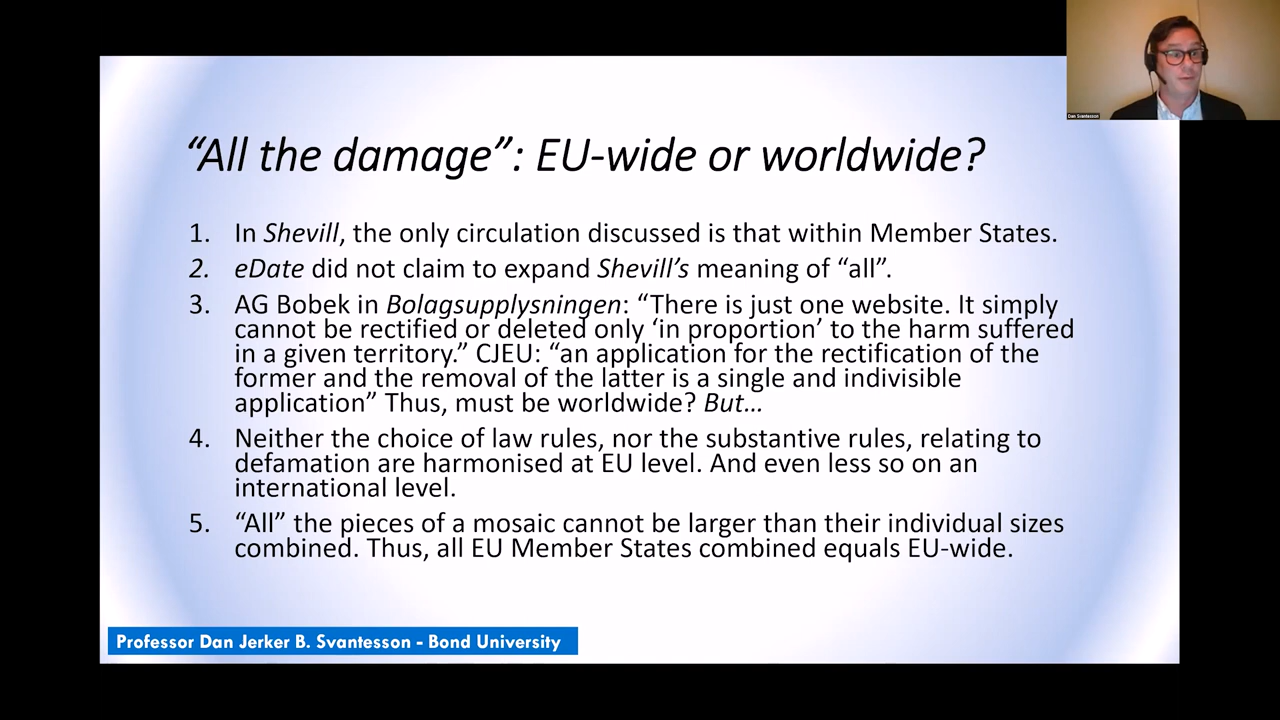 “All the damage”: EU-wide or worldwide?
1. In Shevill, the only circulation discussed is that within Member States.
2. eDate did not claim to expand Shevill’s meaning of “all”.
3. AG Bobek in Bolagsupplysningen: “There is just one website. It simply
cannot be rectified or deleted only ‘in proportion’ to the harm suffered
in a given territory.” CJEU: “an application for the rectification of the
former and the removal of the latter is a single and indivisible
application” Thus, must be worldwide? But…
4. Neither the choice of law rules, nor the substantive rules, relating to
defamation are harmonised at EU level. And even less so on an
international level.
5. “All” the pieces of a mosaic cannot be larger than their individual sizes
combined. Thus, all EU Member States combined equals EU-wide.
Professor Dan Jerker B. Svantesson - Bond University
Dan Svantesson